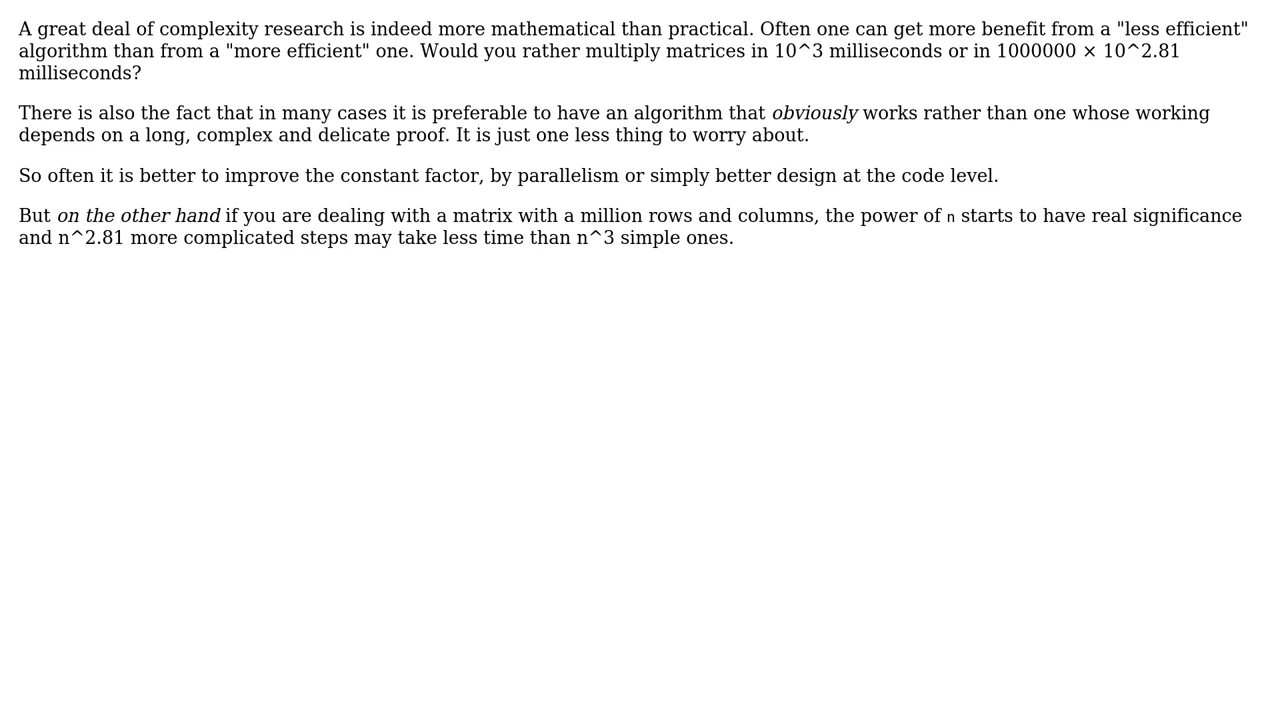 A great deal of complexity research is indeed more mathematical than practical. Often one can get more benefit from a "less efficient"
algorithm than from a "more efficient" one. Would you rather multiply matrices in 10^3 milliseconds or in 1000000 × 10^2.81
milliseconds?
There is also the fact that in many cases it is preferable to have an algorithm that obviously works rather than one whose working
depends on a long, complex and delicate proof. It is just one less thing to worry about.
So often it is better to improve the constant factor, by parallelism or simply better design at the code level.
But on the other hand if you are dealing with a matrix with a million rows and columns, the power of n starts to have real significance
and n^2.81 more complicated steps may take less time than n^3 simple ones.